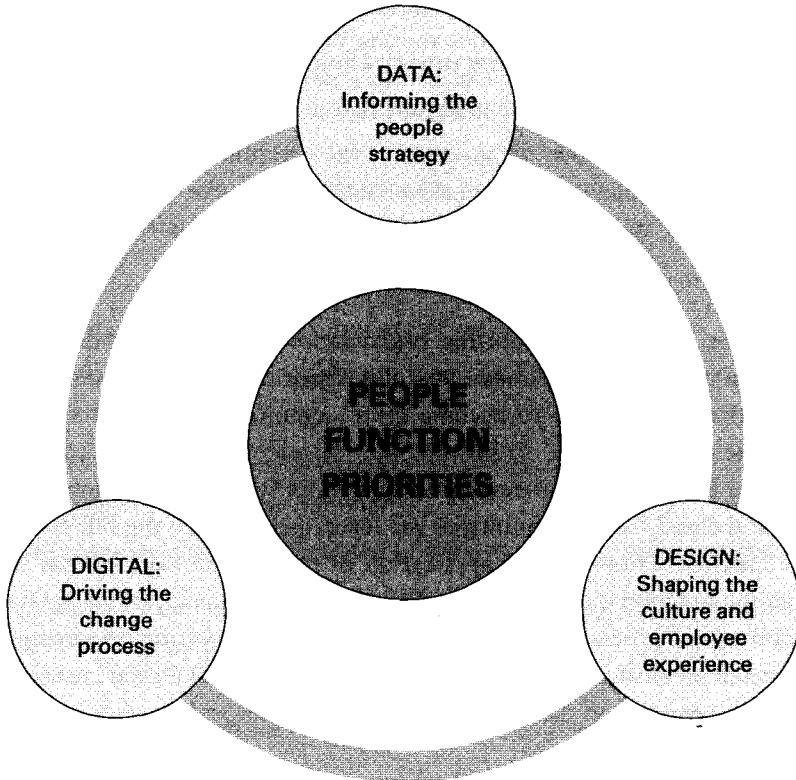 DATA:
Informing the
people
strategy
PEOPLE
FUNCTION
PRIORITIES
DIGITAL:
Driving the
change
process
DESIGN:
Shaping the
culture and
employee
experience